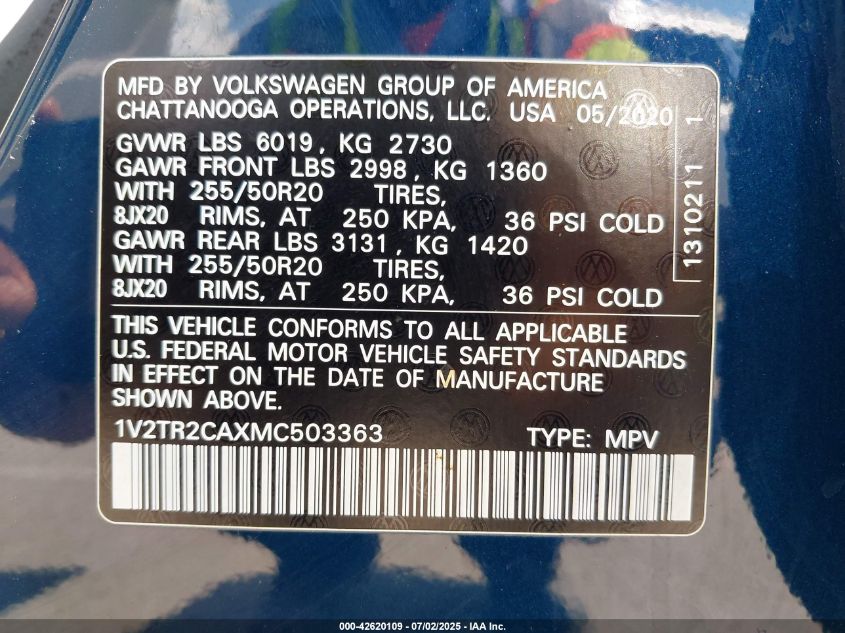 MFD BY VOLKSWAGEN GROUP OF AMERICA
CHATTANOOGA OPERATIONS, LLC. USA 05/2020
GVWR LBS 6019, KG 2730
GAWR FRONT LBS 2998, KG 1360
WITH 255/50R20 TIRES,
8JX20 RIMS, AT 250 KPA, 36 PSI COLD
GAWR REAR LBS 3131, KG 1420
WITH 255/50R20 TIRES,
8JX20 RIMS, AT 250 KPA, 36 PSI COLD
1310211 1
THIS VEHICLE CONFORMS TO ALL APPLICABLE
U.S. FEDERAL MOTOR VEHICLE SAFETY STANDARDS
IN EFFECT ON THE DATE OF MANUFACTURE
SHOWN ABOVE.
1V2TR2CAXMC503363 TYPE: MPV
000-42620109 - 07/02/2025 - IAA Inc.